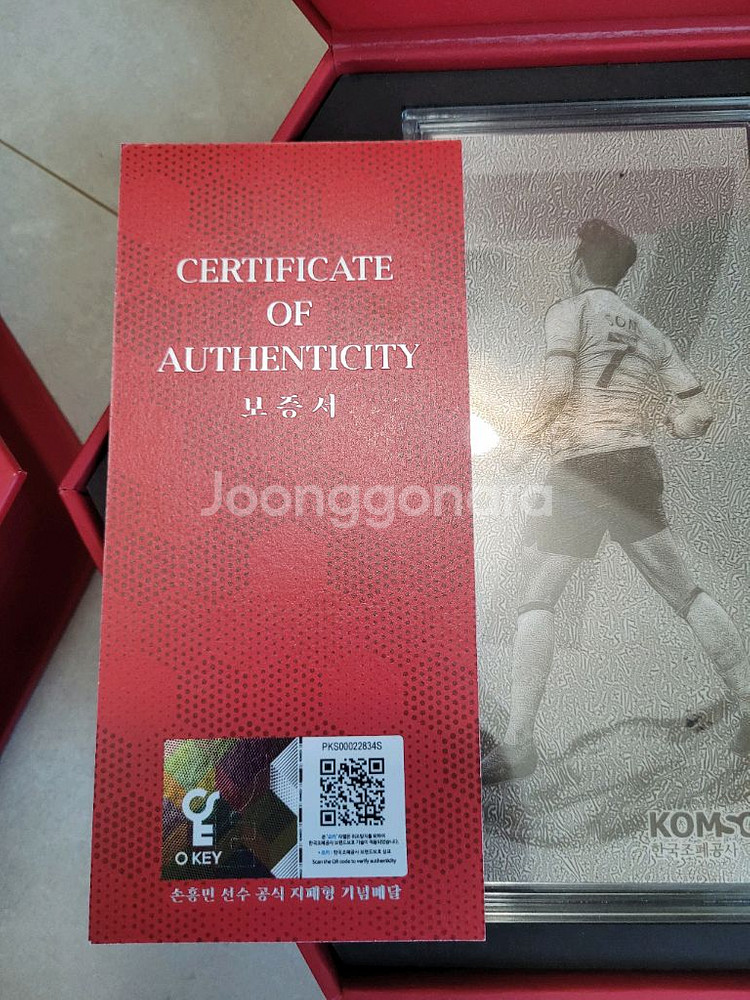 CERTIFICATE
OF
AUTHENTICITY
보증서
Joonggonara
SON
7
PKS00022834S
O KEY
Scan the QR code to verify authenticity
손흥민 선수 공식 지폐형 기념메달
KOMSC
한국조폐공사